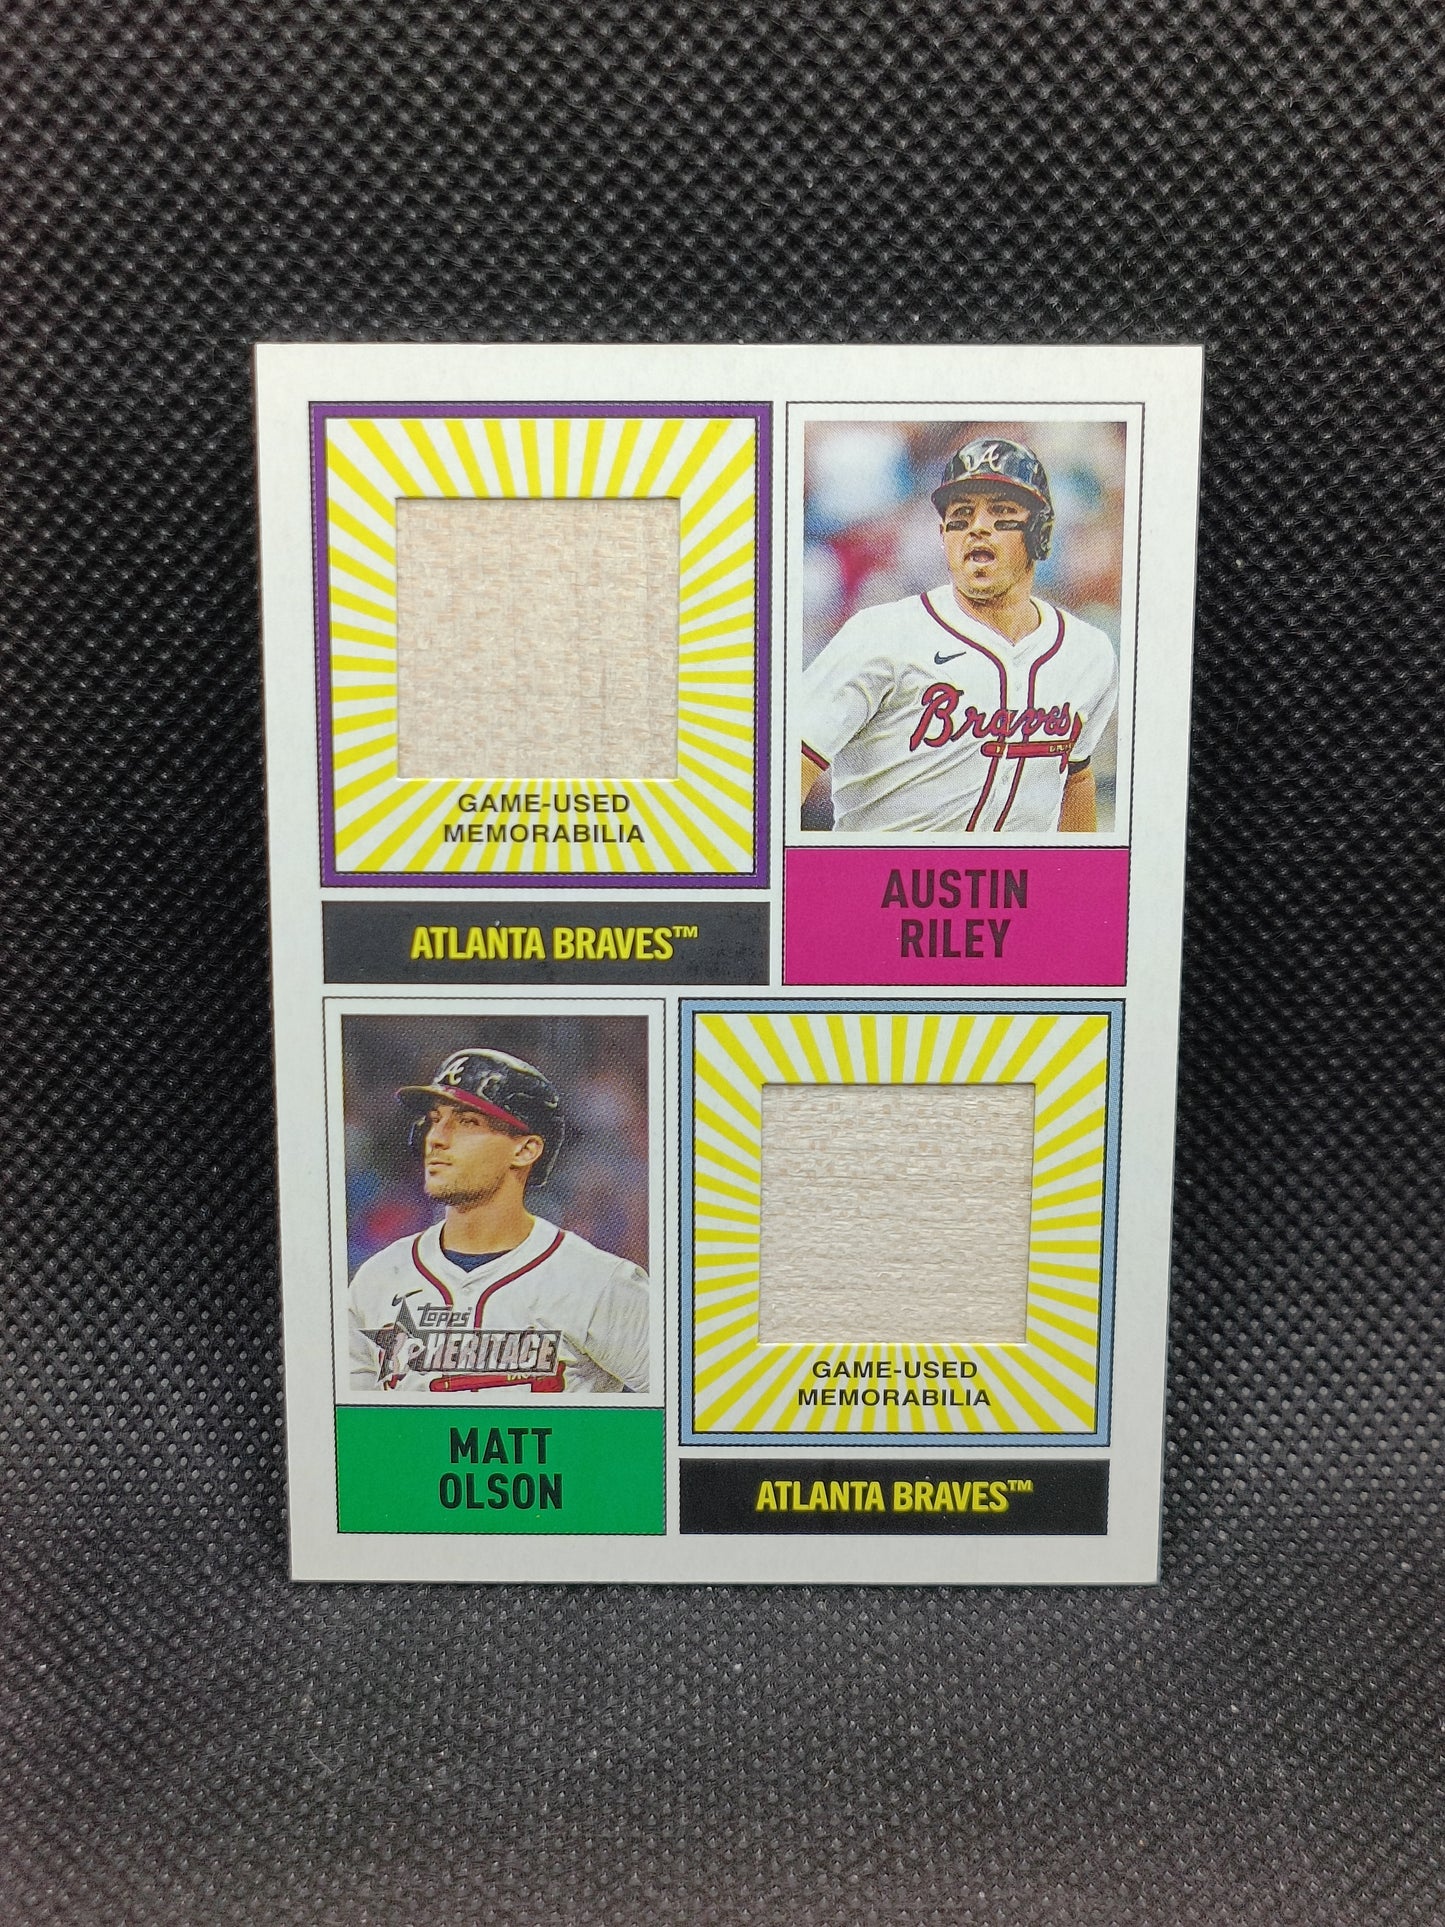 A
Braves
GAME-USED
MEMORABILIA
AUSTIN
RILEY
ATLANTA BRAVES™
A
Topps
HERITAGE
MATT
OLSON
GAME-USED
MEMORABILIA
ATLANTA BRAVES™